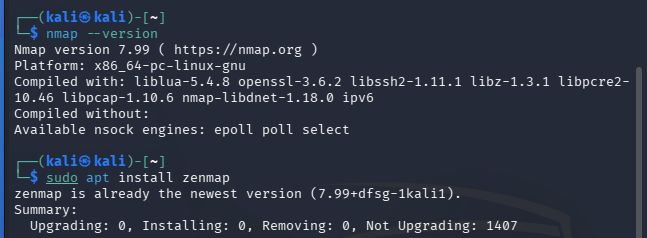 ┌──(kali㉿kali)-[~]
└─$ nmap --version
Nmap version 7.99 ( https://nmap.org )
Platform: x86_64-pc-linux-gnu
Compiled with: liblua-5.4.8 openssl-3.6.2 libssh2-1.11.1 libz-1.3.1 libpcre2-
10.46 libpcap-1.10.6 nmap-libdnet-1.18.0 ipv6
Compiled without:
Available nsock engines: epoll poll select
┌──(kali㉿kali)-[~]
└─$ sudo apt install zenmap
zenmap is already the newest version (7.99+dfsg-1kali1).
Summary:
  Upgrading: 0, Installing: 0, Removing: 0, Not Upgrading: 1407